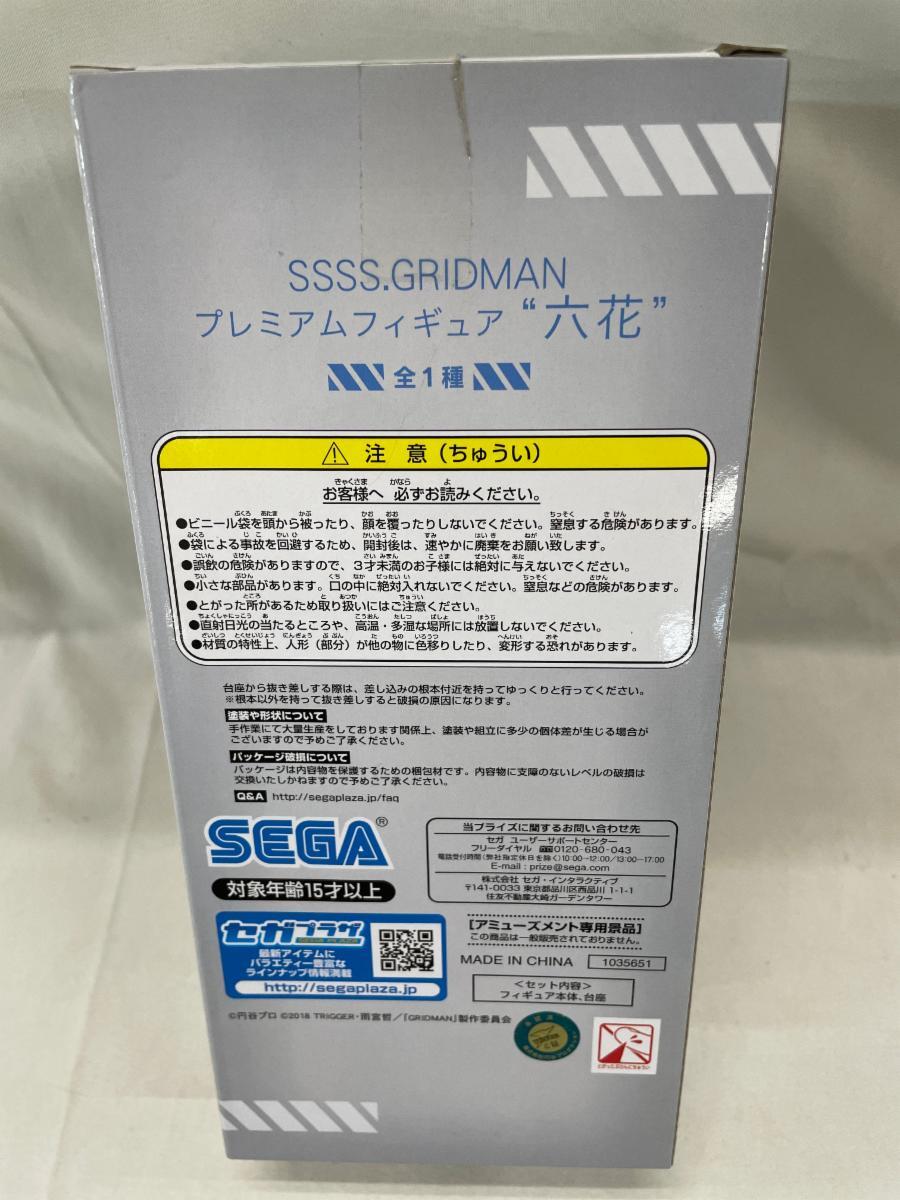 SSSS.GRIDMAN
プレミアムフィギュア “六花”
全1種
注 意（ちゅうい）
お客様へ 必ずお読みください。
●ビニール袋を頭から被ったり、顔を覆ったりしないでください。窒息する危険があります。
●袋による事故を回避するため、開封後は、速やかに廃棄をお願い致します。
●誤飲の危険がありますので、3才未満のお子様には絶対に与えないでください。
●小さな部品があります。口の中に絶対入れないでください。窒息などの危険があります。
●とがった所があるため取り扱いにはご注意ください。
●直射日光の当たるところや、高温・多湿な場所には放置しないでください。
●材質の特性上、人形（部分）が他の物に色移りしたり、変形する恐れがあります。
台座から抜き差しする際は、差し込みの根本付近を持ってゆっくりと行ってください。
※根本以外を持って抜き差しすると破損の原因になります。
塗装や形状について
手作業にて大量生産をしております関係上、塗装や組立に多少の個体差が生じる場合が
ございますので予めご了承ください。
パッケージ破損について
パッケージは内容物を保護するための梱包材です。内容物に支障のないレベルの破損は
交換いたしかねますので予めご了承ください。
Q&A http://segaplaza.jp/faq
SEGA®
対象年齢15才以上
当プライズに関するお問い合わせ先
セガ ユーザーサポートセンター
フリーダイヤル 0120-680-043
電話受付時間（弊社指定休日を除く）10:00~12:00/13:00~17:00
E-mail : prize@sega.com
株式会社 セガ・インタラクティブ
〒141-0033 東京都品川区西品川 1-1-1
住友不動産大崎ガーデンタワー
セガプラザ
SEGA PLAZA
最新アイテムに
バラエティー豊富な
ラインナップ情報満載
http://segaplaza.jp
[アミューズメント専用景品]
この商品は一般販売されておりません。
MADE IN CHINA 1035651
＜セット内容＞
フィギュア本体、台座
©円谷プロ ©2018 TRIGGER・雨宮哲／「GRIDMAN」製作委員会